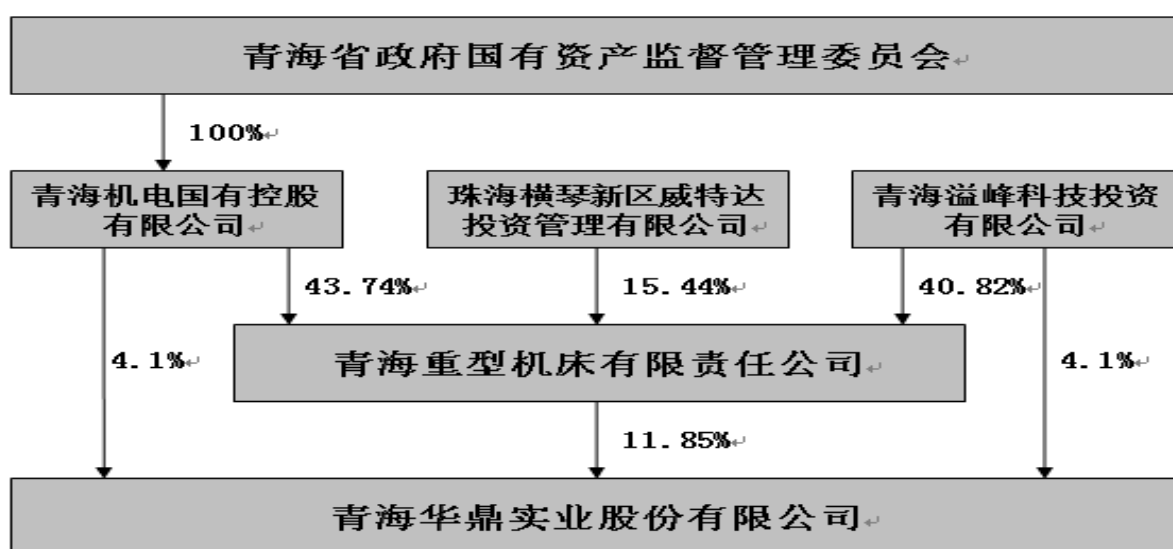 青海省政府国有资产监督管理委员会
100%
青海机电国有控股
有限公司
珠海横琴新区威特达
投资管理有限公司
青海溢峰科技投资
有限公司
43.74%
15.44%
40.82%
4.1%
青海重型机床有限责任公司
4.1%
11.85%
青海华鼎实业股份有限公司